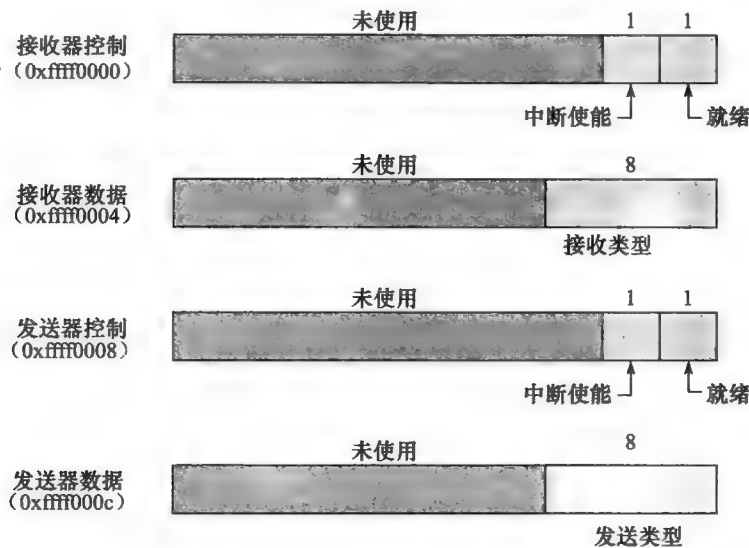 未使用
1 1
接收器控制
(0xffff0000)
中断使能 就绪
未使用
8
接收器数据
(0xffff0004)
接收类型
未使用
1 1
发送器控制
(0xffff0008)
中断使能 就绪
未使用
8
发送器数据
(0xffff000c)
发送类型